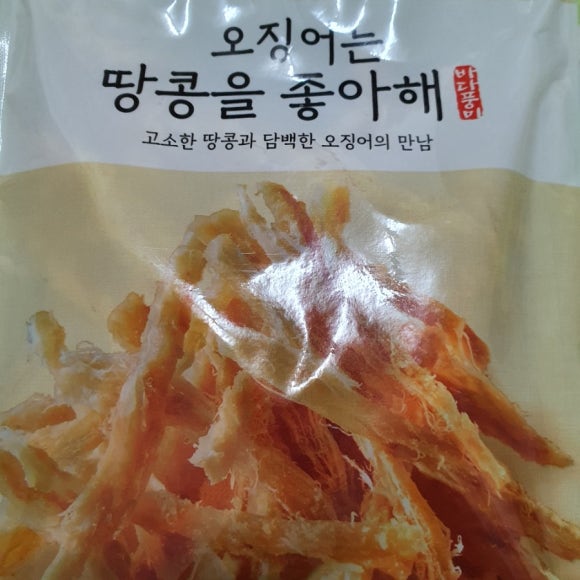 오징어는
땅콩을 좋아해
바다풍미
고소한 땅콩과 담백한 오징어의 만남